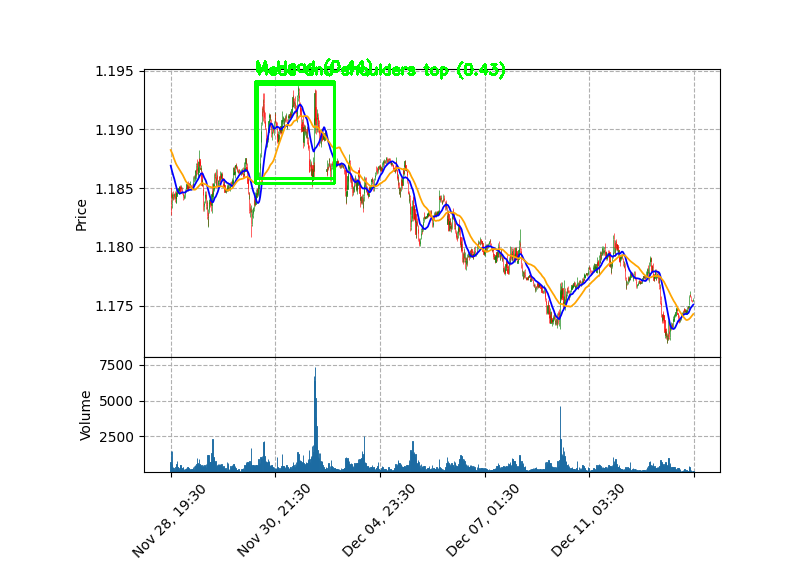 Head-and-shoulders top (0.43)
1.195
1.190
1.185
1.180
1.175
Price
7500
5000
2500
Volume
Nov 28, 19:30
Nov 30, 21:30
Dec 04, 23:30
Dec 07, 01:30
Dec 11, 03:30